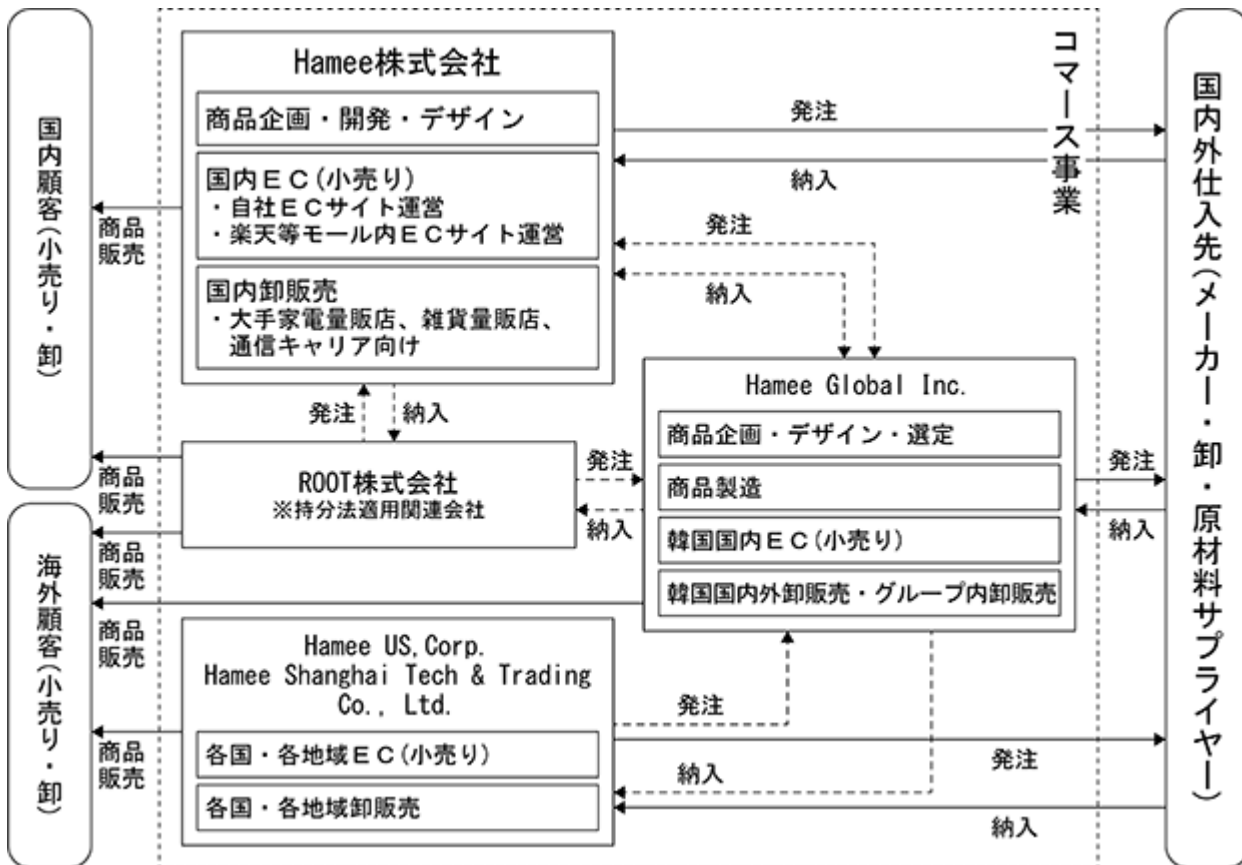 国内顧客(小売り・卸)
海外顧客(小売り・卸)
コマース事業
国内外仕入先(メーカー・卸・原材料サプライヤー)
Hamee株式会社
商品企画・開発・デザイン
国内EC(小売り)
・自社ECサイト運営
・楽天等モール内ECサイト運営
国内卸販売
・大手家電量販店、雑貨量販店、
通信キャリア向け
商品
販売
発注
納入
発注
納入
発注
納入
ROOT株式会社
※持分法適用関連会社
商品
販売
商品
販売
発注
納入
Hamee Global Inc.
商品企画・デザイン・選定
商品製造
韓国国内EC(小売り)
韓国国内外卸販売・グループ内卸販売
発注
納入
商品
販売
Hamee US,Corp.
Hamee Shanghai Tech & Trading
Co., Ltd.
各国・各地域EC(小売り)
各国・各地域卸販売
商品
販売
発注
納入
発注
納入